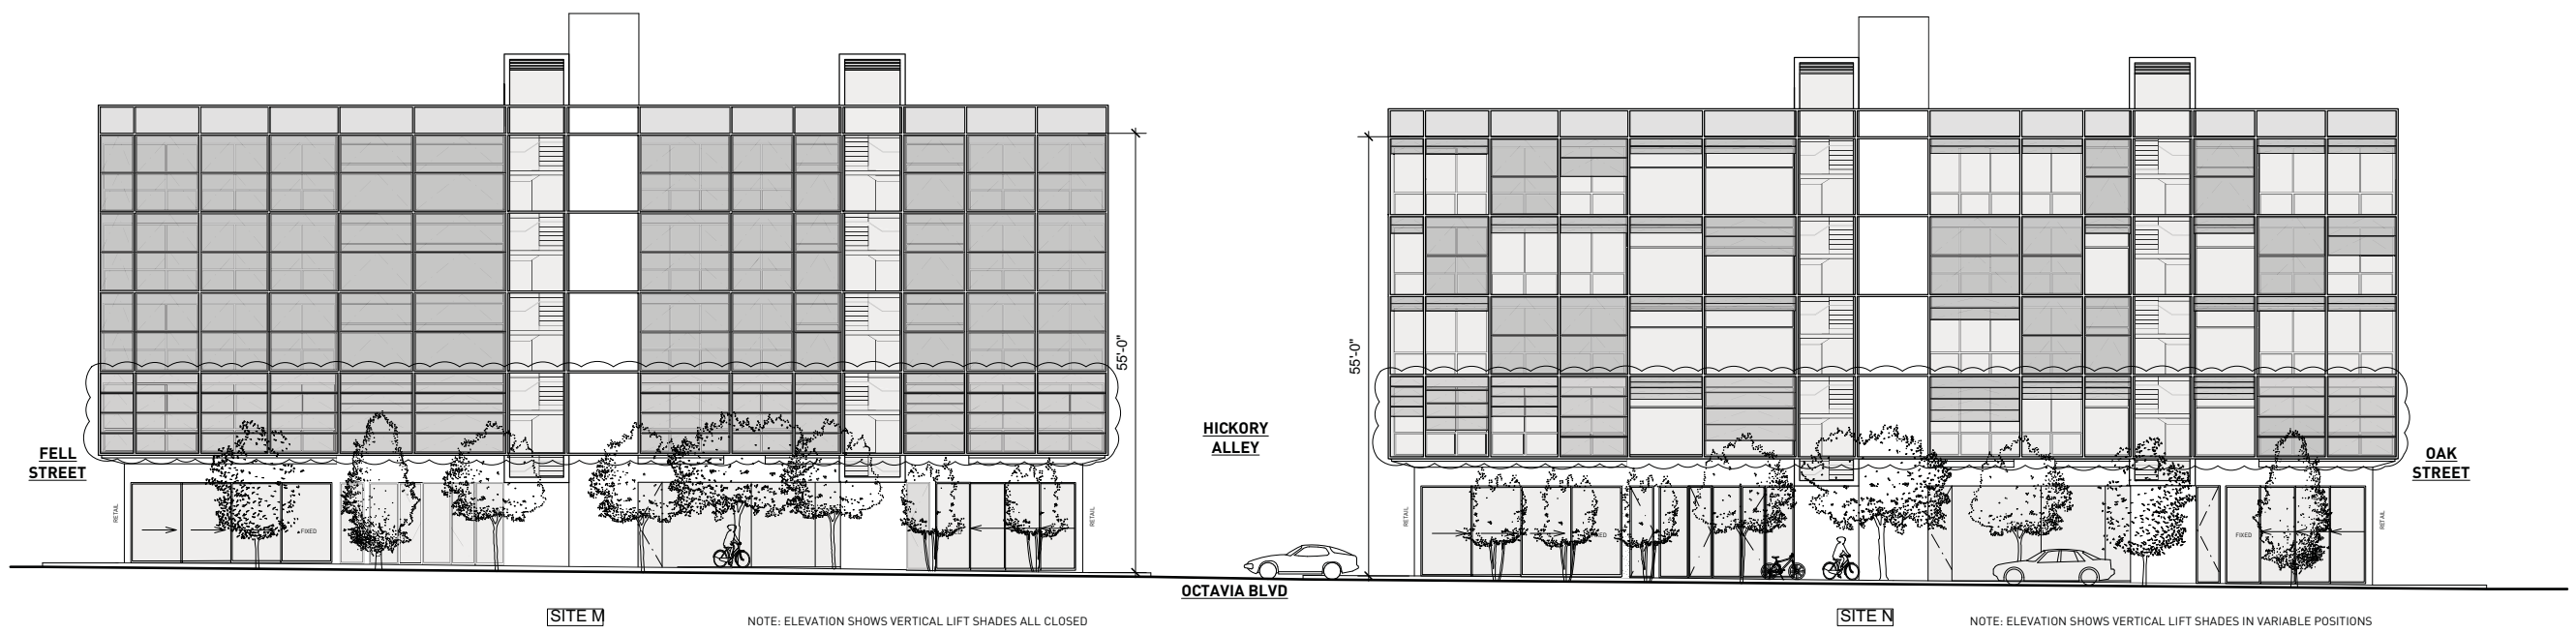 FELL
STREET
RETAIL
FIXED
RETAIL
55'-0"
HICKORY
ALLEY
OCTAVIA BLVD
55'-0"
RETAIL
FIXED
RETAIL
OAK
STREET
SITE M
NOTE: ELEVATION SHOWS VERTICAL LIFT SHADES ALL CLOSED
SITE N
NOTE: ELEVATION SHOWS VERTICAL LIFT SHADES IN VARIABLE POSITIONS